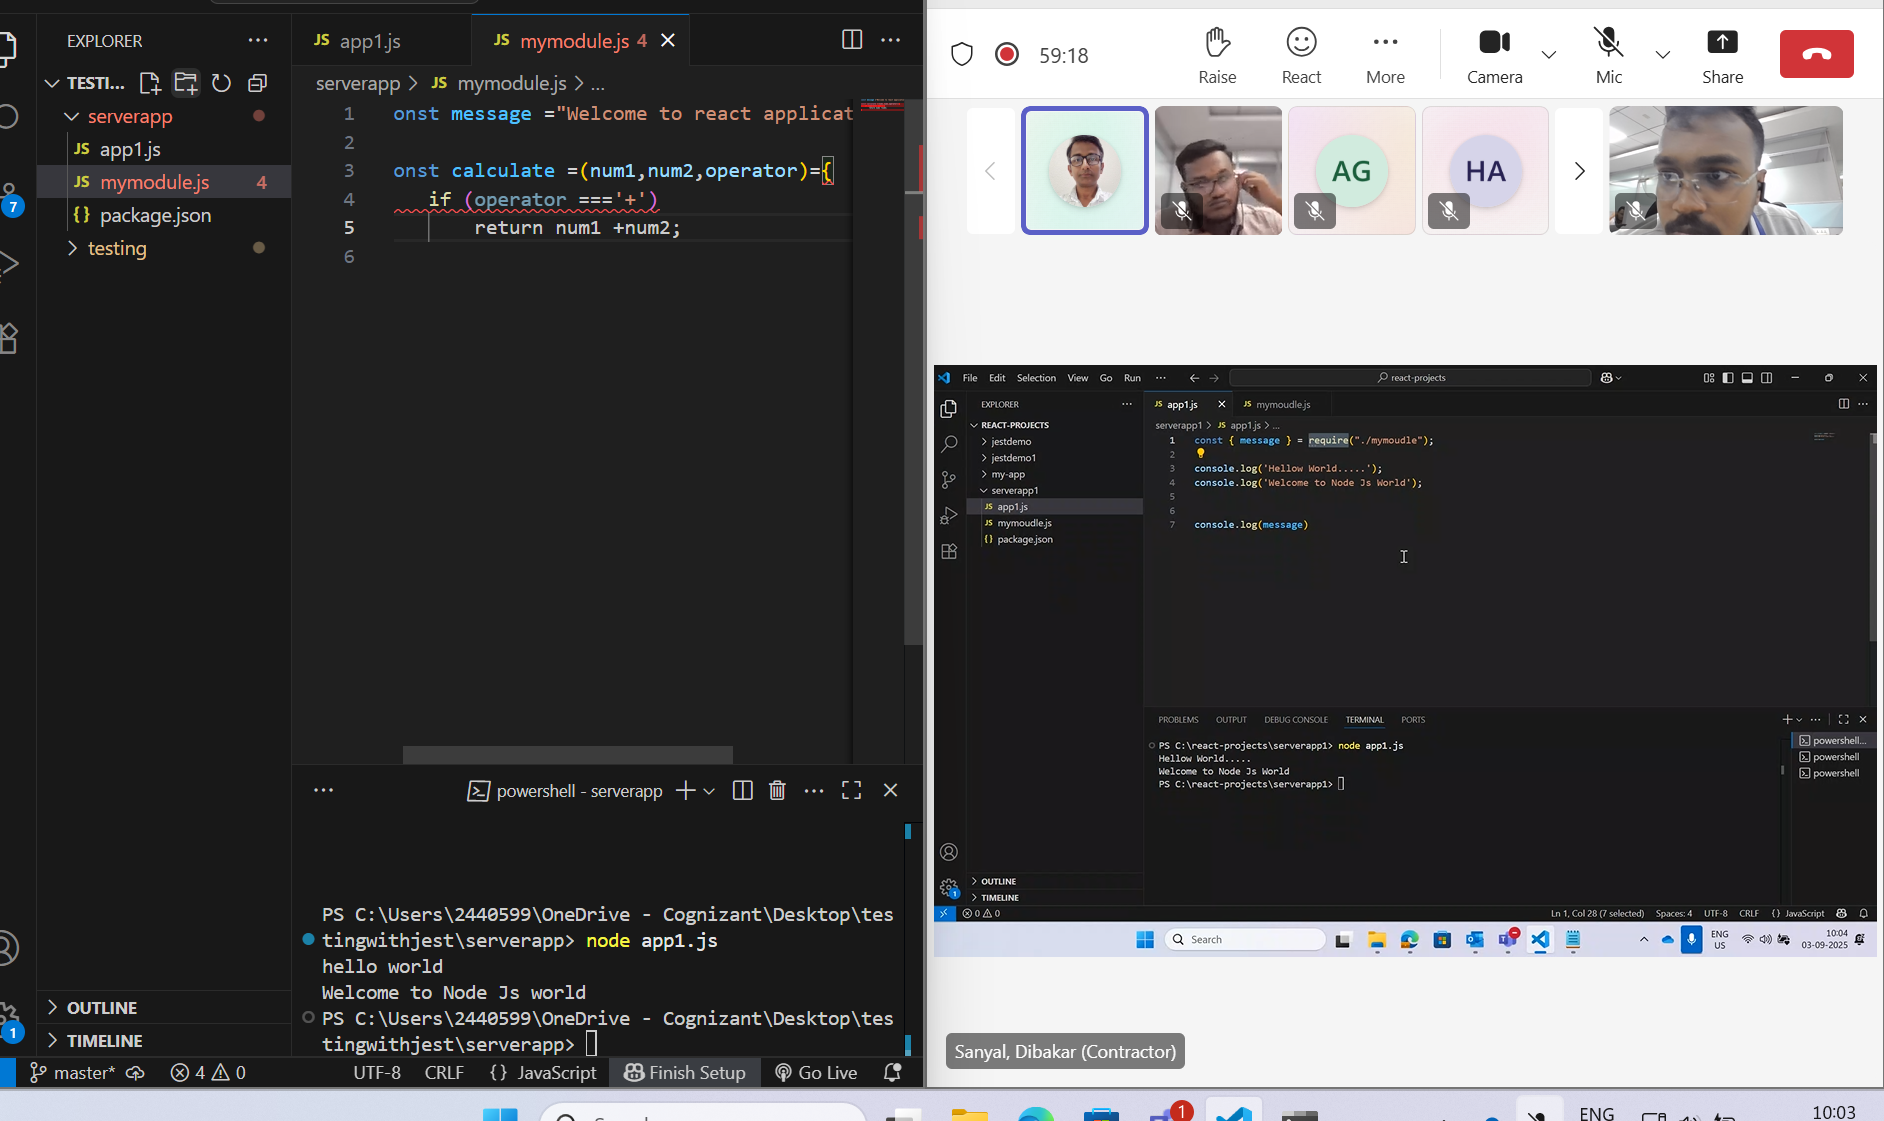 EXPLORER
TESTI...
serverapp
JS app1.js
JS mymodule.js 4
{} package.json
testing
OUTLINE
TIMELINE
7
1
JS app1.js
JS mymodule.js 4
serverapp > JS mymodule.js > ...
1 onst message ="Welcome to react applicat
2
3 onst calculate =(num1,num2,operator)={
4 if (operator ==='+')
5 return num1 +num2;
6
powershell - serverapp
PS C:\Users\2440599\OneDrive - Cognizant\Desktop\tes
tingwithjest\serverapp> node app1.js
hello world
Welcome to Node Js world
PS C:\Users\2440599\OneDrive - Cognizant\Desktop\tes
tingwithjest\serverapp>
master* 4 0 UTF-8 CRLF {} JavaScript Finish Setup Go Live
59:18
Raise React More Camera Mic Share
AG
HA
File Edit Selection View Go Run ... react-projects
EXPLORER
REACT-PROJECTS
jestdemo
jestdemo1
my-app
serverapp1
JS app1.js
JS mymoudle.js
{} package.json
OUTLINE
TIMELINE
1
JS app1.js
JS mymoudle.js
serverapp1 > JS app1.js > ...
1 const { message } = require("./mymoudle");
2
3 console.log('Hellow World.....');
4 console.log('Welcome to Node Js World');
5
6
7 console.log(message)
PROBLEMS OUTPUT DEBUG CONSOLE TERMINAL PORTS
PS C:\react-projects\serverapp1> node app1.js
Hellow World.....
Welcome to Node Js World
PS C:\react-projects\serverapp1>
powershell...
powershell
powershell
0 0 Ln 1, Col 28 (7 selected) Spaces: 4 UTF-8 CRLF {} JavaScript
Search
ENG
US
10:04
03-09-2025
Sanyal, Dibakar (Contractor)
1
ENG
10:03